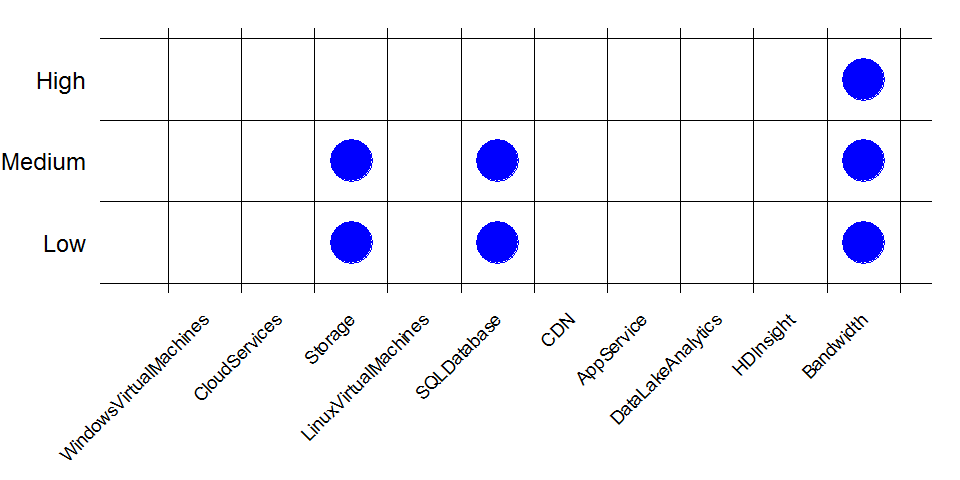 High
Medium
Low
WindowsVirtualMachines
CloudServices
Storage
LinuxVirtualMachines
SQLDatabase
CDN
AppService
DataLakeAnalytics
HDInsight
Bandwidth